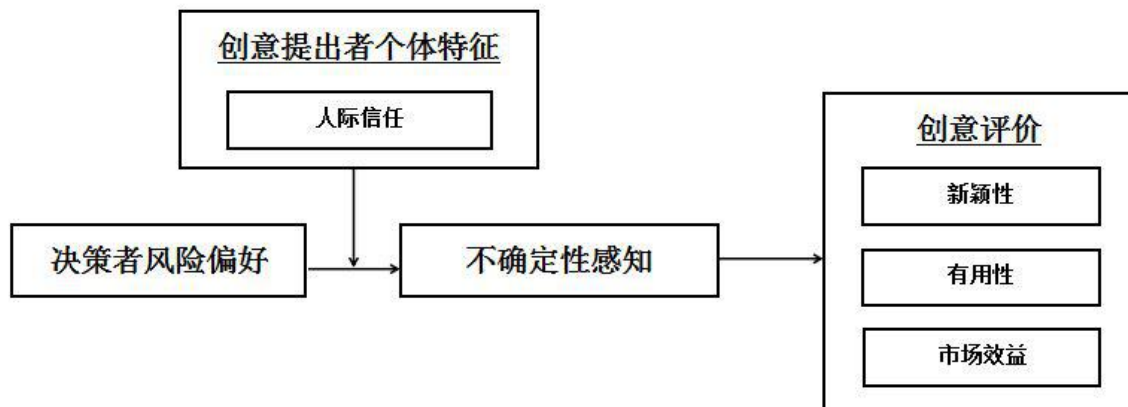 创意提出者个体特征
人际信任
决策者风险偏好
不确定性感知
创意评价
新颖性
有用性
市场效益